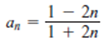 aₙ = (1 − 2n)/(1 + 2n)